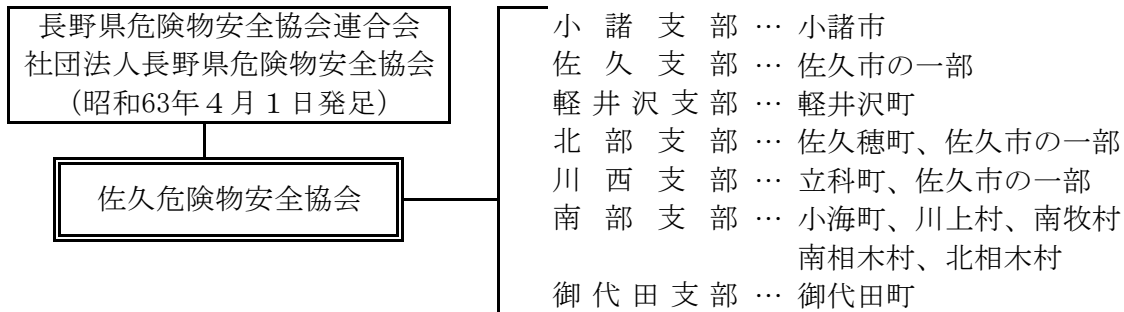 長野県危険物安全協会連合会
社団法人長野県危険物安全協会
（昭和63年４月１日発足）
佐久危険物安全協会
小諸支部 … 小諸市
佐久支部 … 佐久市の一部
軽井沢支部 … 軽井沢町
北部支部 … 佐久穂町、佐久市の一部
川西支部 … 立科町、佐久市の一部
南部支部 … 小海町、川上村、南牧村
南相木村、北相木村
御代田支部 … 御代田町